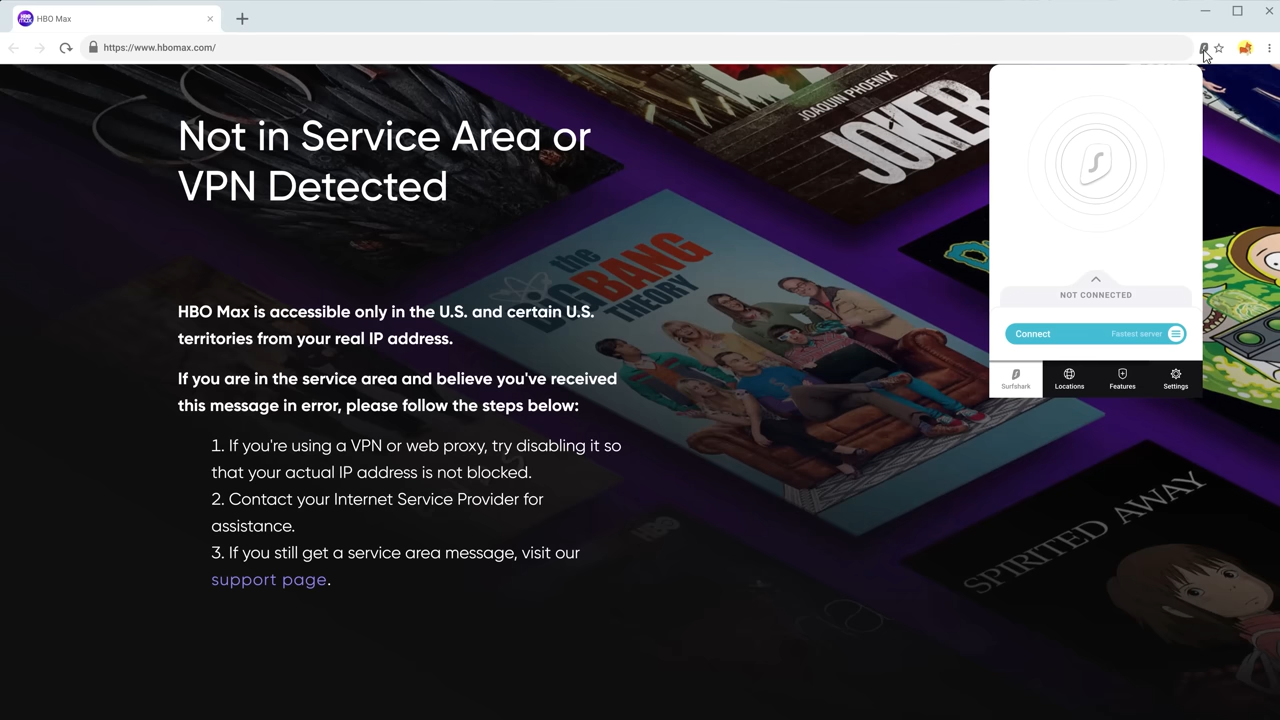 HBO Max
https://www.hbomax.com/
Not in Service Area or
VPN Detected
HBO Max is accessible only in the U.S. and certain U.S.
territories from your real IP address.
If you are in the service area and believe you've received
this message in error, please follow the steps below:
1. If you're using a VPN or web proxy, try disabling it so
that your actual IP address is not blocked.
2. Contact your Internet Service Provider for
assistance.
3. If you still get a service area message, visit our
support page.
JOAQUIN PHOENIX
JOKER
the
BIG BANG
THEORY
HBO
SPIRITED AWAY
NOT CONNECTED
Connect Fastest server
Surfshark Locations Features Settings